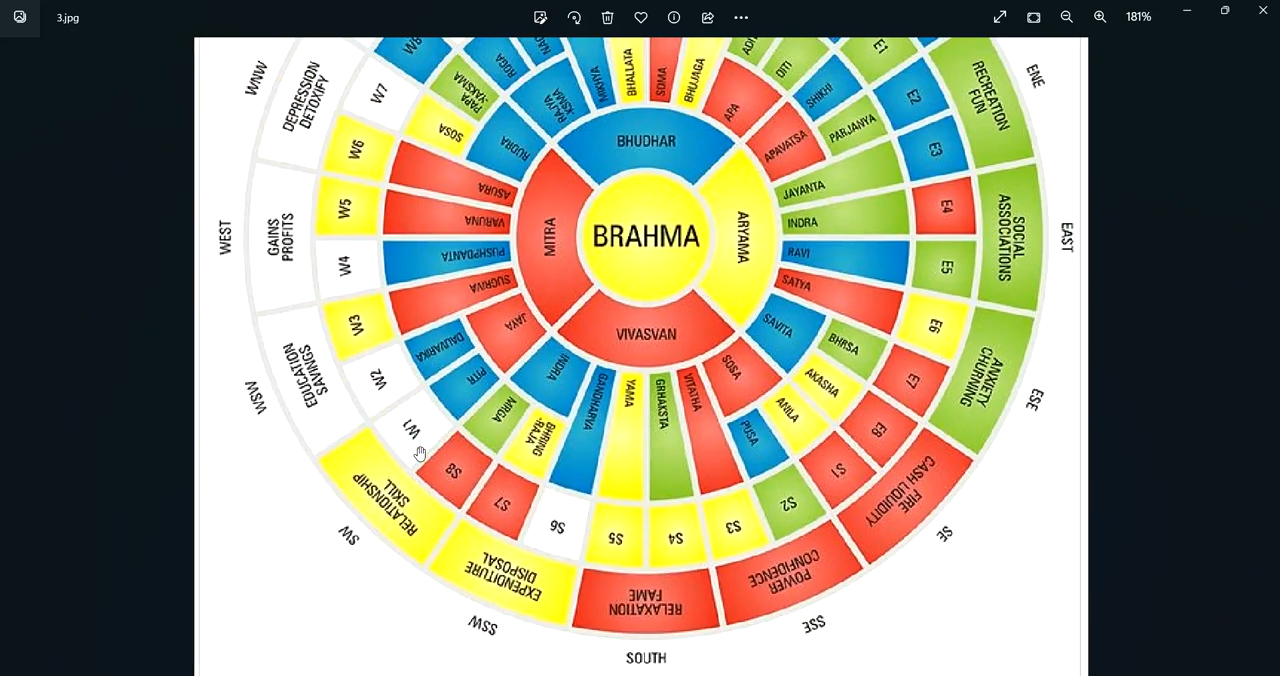 3.jpg
181%
WNW
DEPRESSION
DETOXIFY
W8
W7
W6
W5
W4
W3
W2
W1
ROGA
PAPA
-YAKSMA
SOSA
RAJYA
-KSMA
RUDRA
BHALLATA
SOMA
BHUJAGA
DITI
E1
RECREATION
FUN
ENE
APA
SHIKHI
E2
APAVATSA
PARJANYA
E3
BHUDHAR
ASURA
VARUNA
PUSHPDANTA
SUGRIVA
MITRA
BRAHMA
ARYAMA
JAYANTA
INDRA
RAVI
SATYA
E4
E5
E6
SOCIAL
ASSOCIATIONS
EAST
WEST
GAINS
PROFITS
VIVASVAN
JAYA
DAUVARIKA
PITR
INDRA
SAVITA
BHRSA
AKASHA
E7
ANXIETY
CHURNING
ESE
WSW
EDUCATION
SAVINGS
MRGA
BHRING
-RAJA
GANDHARVA
YAMA
GRHAKSTA
VITATHA
SOSA
PUSA
ANILA
E8
S1
S2
S3
S4
S5
S6
S7
S8
FIRE
CASH LIQUIDITY
SE
POWER
CONFIDENCE
SSE
RELAXATION
FAME
SOUTH
EXPENDITURE
DISPOSAL
SSW
RELATIONSHIP
SKILL
SW